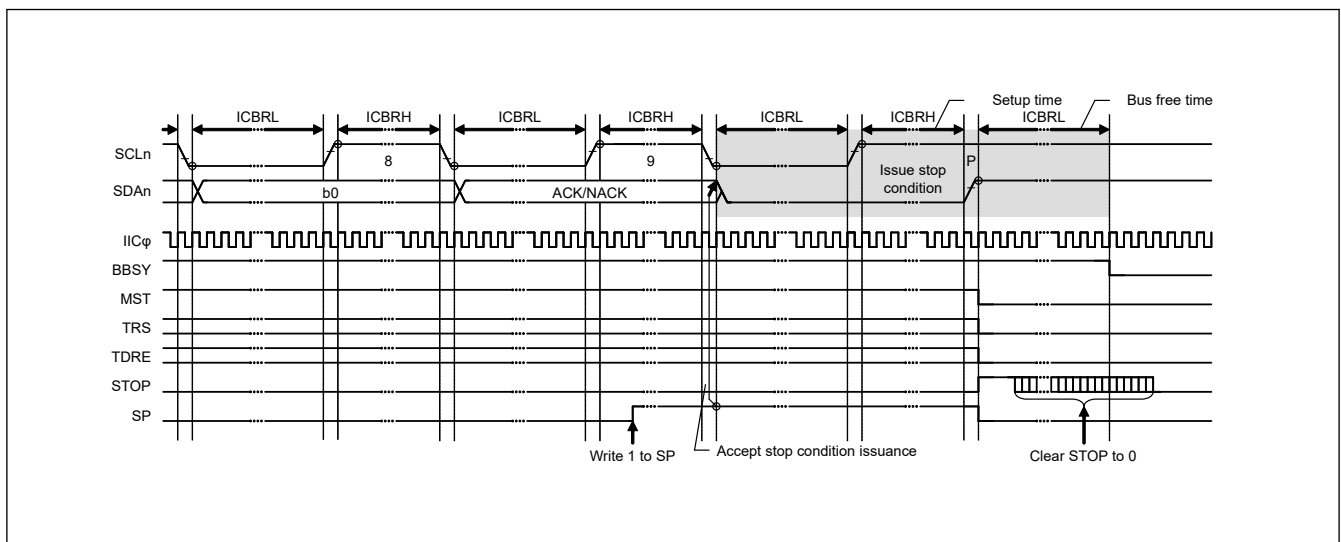 Setup time
Bus free time
ICBRL ICBRH ICBRL ICBRH ICBRL ICBRH ICBRL
SCLn
8
9
Issue stop
condition
P
SDAn
b0
ACK/NACK
IICφ
BBSY
MST
TRS
TDRE
STOP
SP
Write 1 to SP
Accept stop condition issuance
Clear STOP to 0